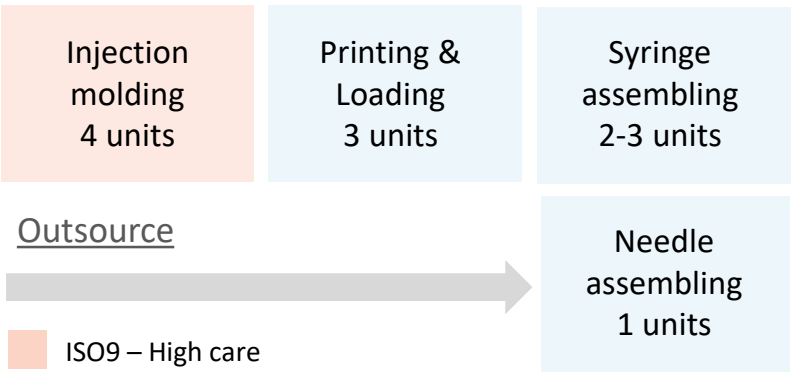 Injection
molding
4 units
Printing &
Loading
3 units
Syringe
assembling
2-3 units
Outsource
Needle
assembling
1 units
ISO9 – High care